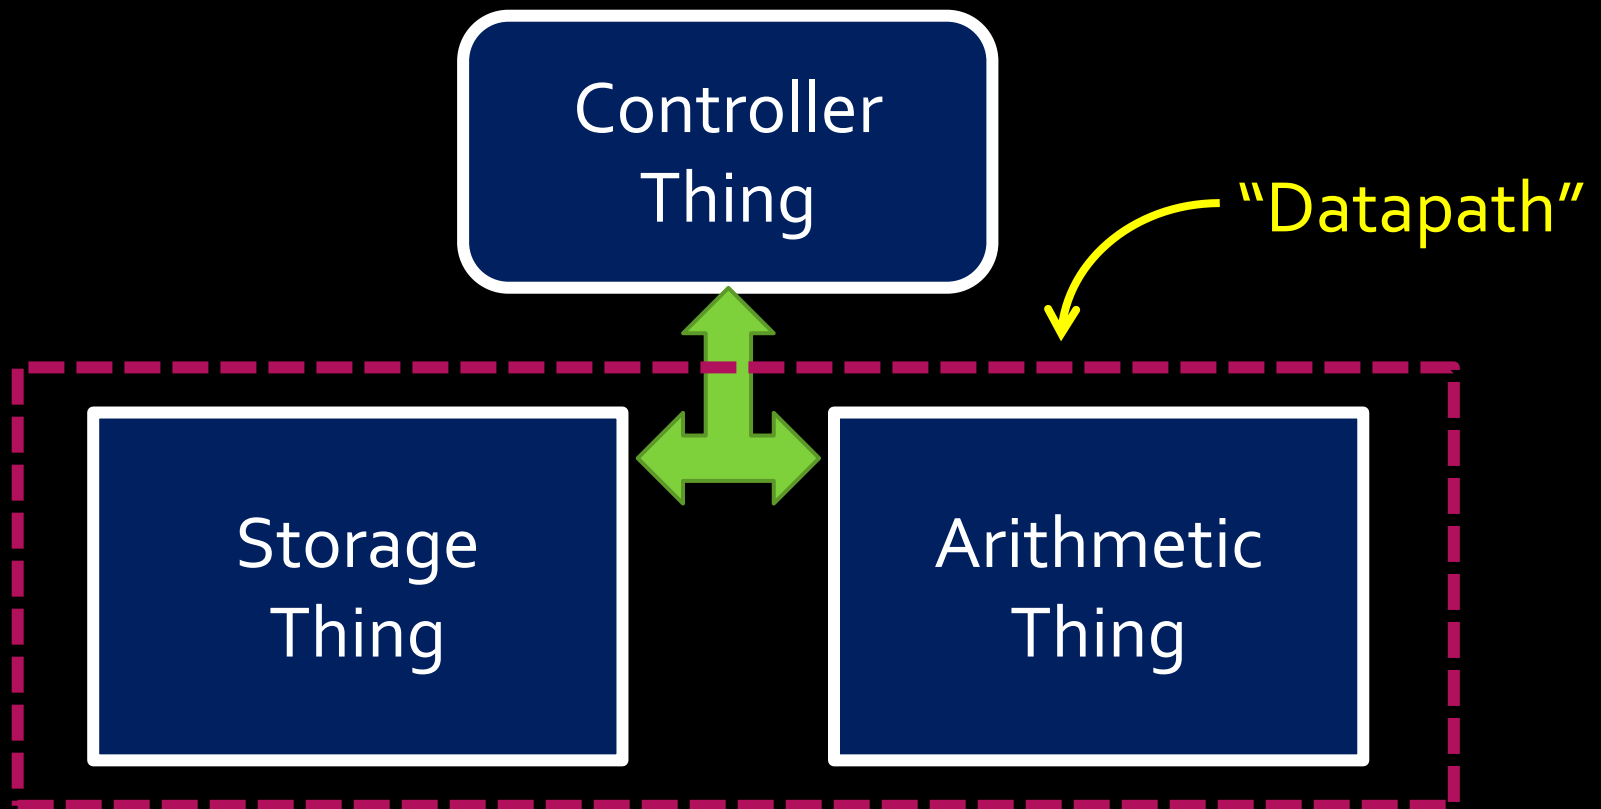 Controller
Thing
“Datapath”
Storage
Thing
Arithmetic
Thing